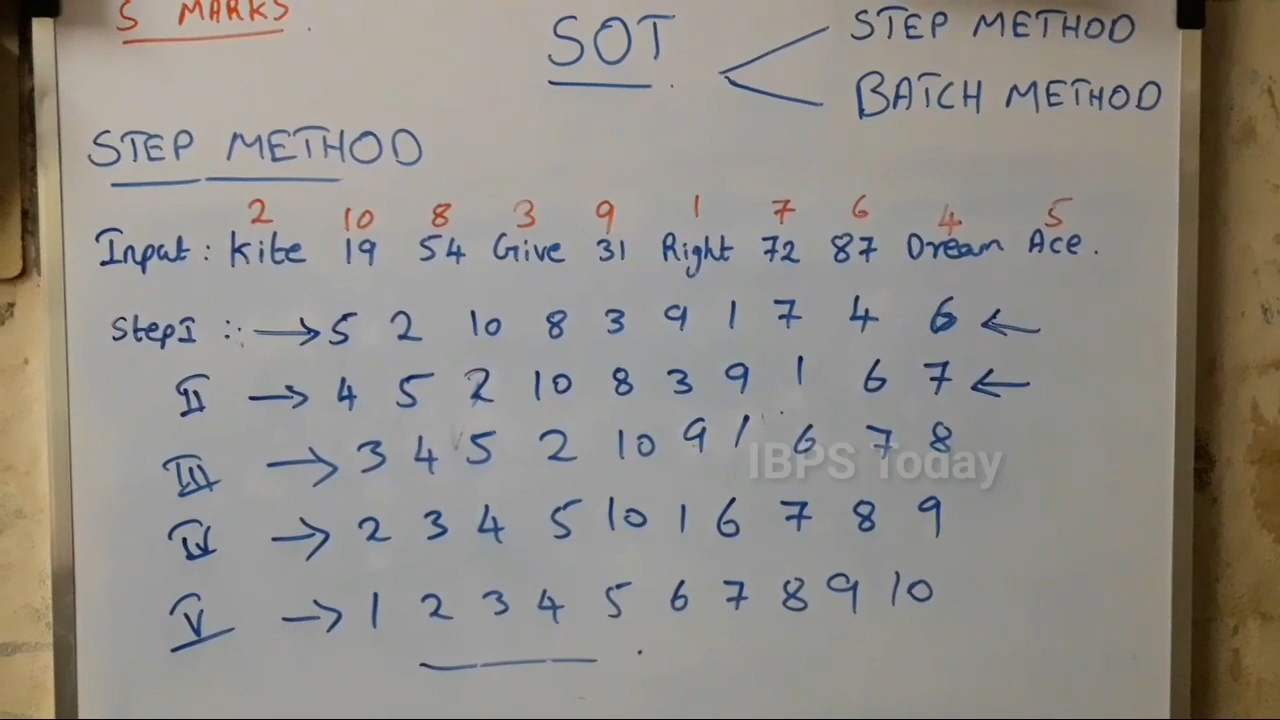 5 MARKS.
SOT.
STEP METHOD
BATCH METHOD
STEP METHOD
2 10 8 3 9 1 7 6 4 5
Input : Kite 19 54 Give 31 Right 72 87 Dream Ace.
Step I : → 5 2 10 8 3 9 1 7 4 6 ←
II → 4 5 2 10 8 3 9 1 6 7 ←
III → 3 4 5 2 10 9 1 6 7 8
IBPS Today
IV → 2 3 4 5 10 1 6 7 8 9
V → 1 2 3 4 5 6 7 8 9 10